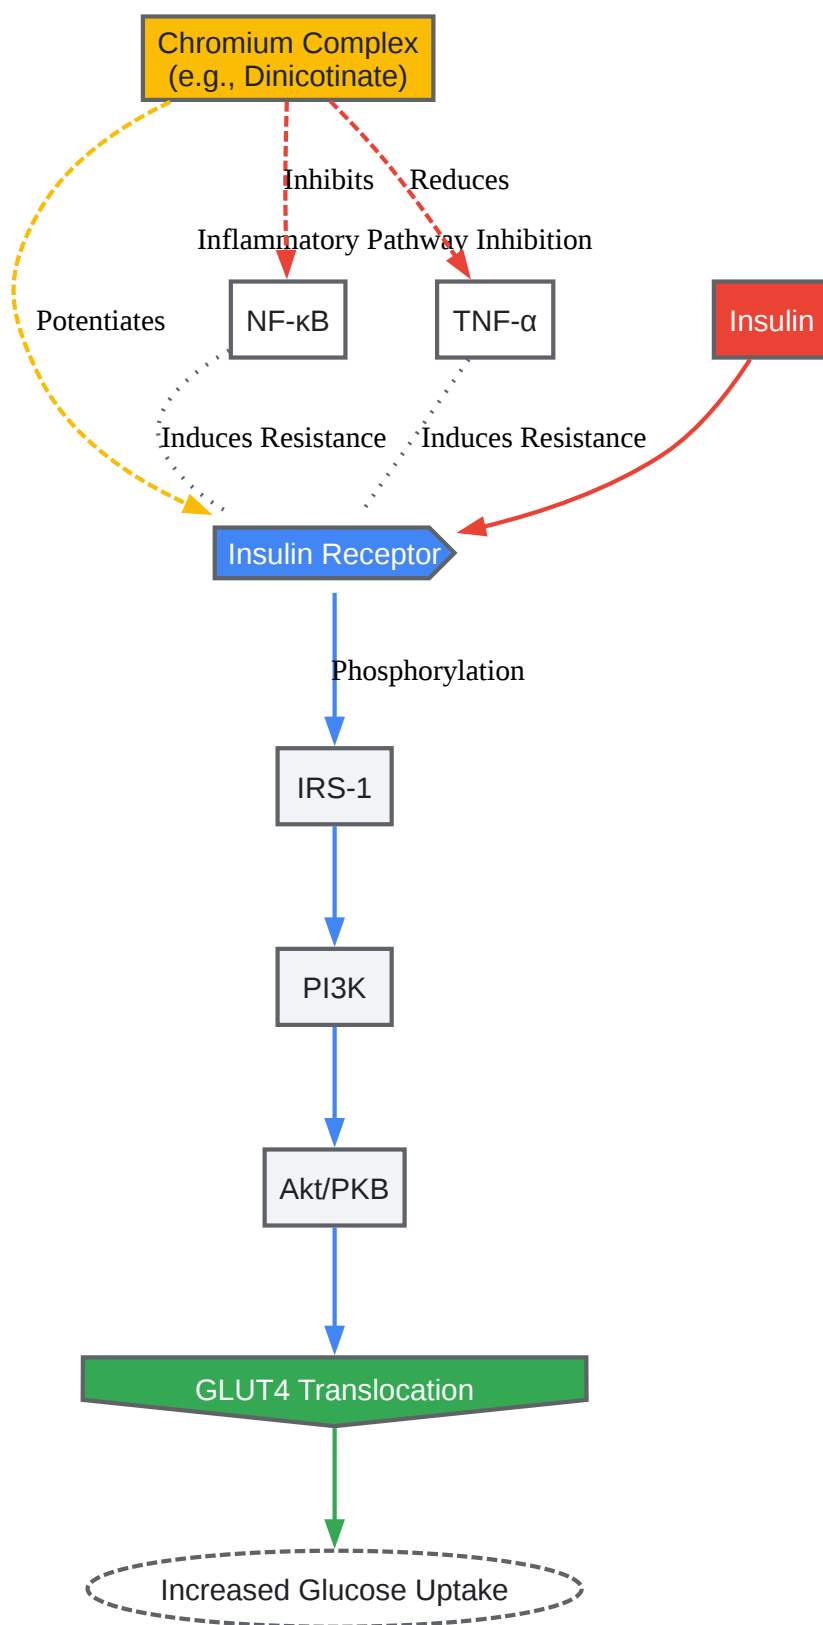 Chromium Complex
(e.g., Dinicotinate)
Inhibits
Reduces
Inflammatory Pathway Inhibition
Potentiates
NF-κB
TNF-α
Insulin
Induces Resistance
Induces Resistance
Insulin Receptor
Phosphorylation
IRS-1
PI3K
Akt/PKB
GLUT4 Translocation
Increased Glucose Uptake